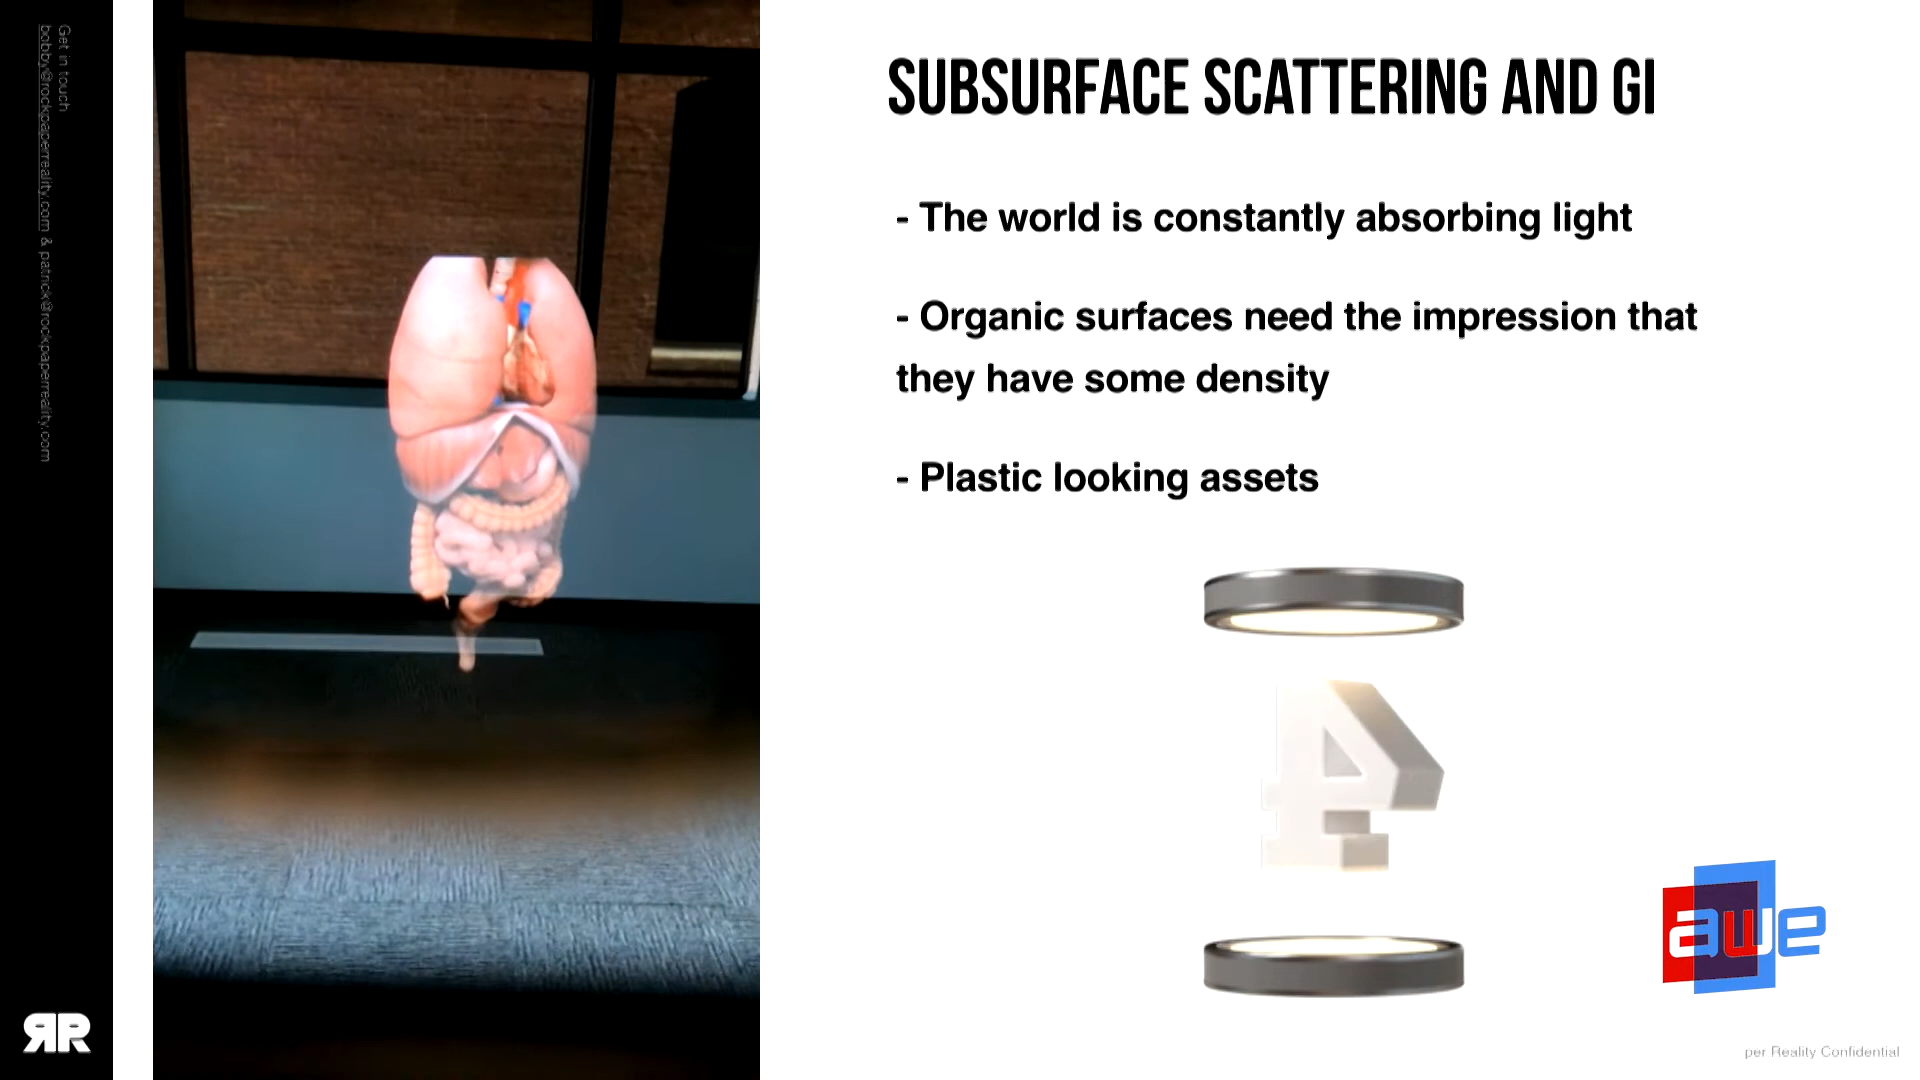 Get in touch
bobby@rockpaperreality.com & patrick@rockpaperreality.com
SUBSURFACE SCATTERING AND GI
- The world is constantly absorbing light
- Organic surfaces need the impression that
they have some density
- Plastic looking assets
4
awe
RR
per Reality Confidential